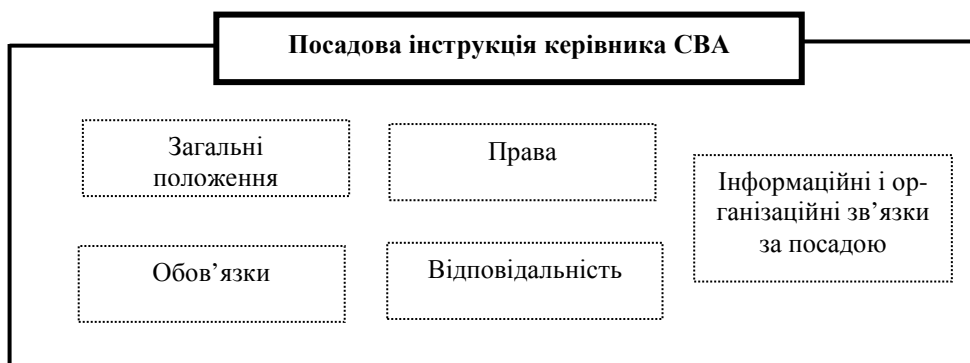 Посадова інструкція керівника СВА
Загальні
положення
Права
Інформаційні і ор-
ганізаційні зв’язки
за посадою
Обов’язки
Відповідальність